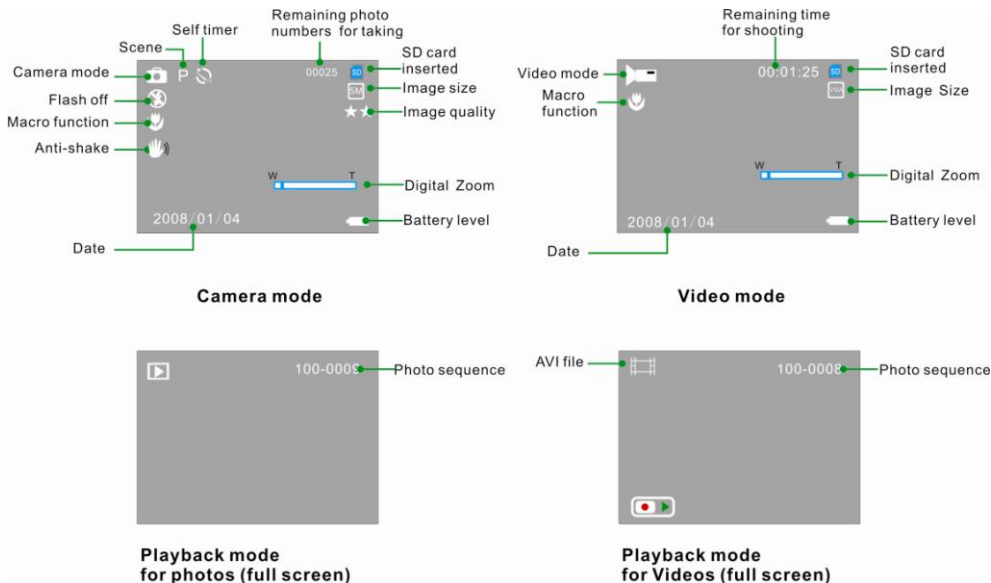 Self timer
Remaining photo
numbers for taking
Scene
SD card
inserted
Camera mode
P
00025
SD
Flash off
5M
Image size
Macro function
Image quality
Anti-shake
W
T
Digital Zoom
2008/01/04
Battery level
Date
Camera mode
Remaining time
for shooting
SD card
inserted
Video mode
00:01:25
SD
Macro
function
VGA
Image Size
W
T
Digital Zoom
2008/01/04
Battery level
Date
Video mode
100-0009
Photo sequence
Playback mode
for photos (full screen)
AVI file
100-0008
Photo sequence
Playback mode
for Videos (full screen)